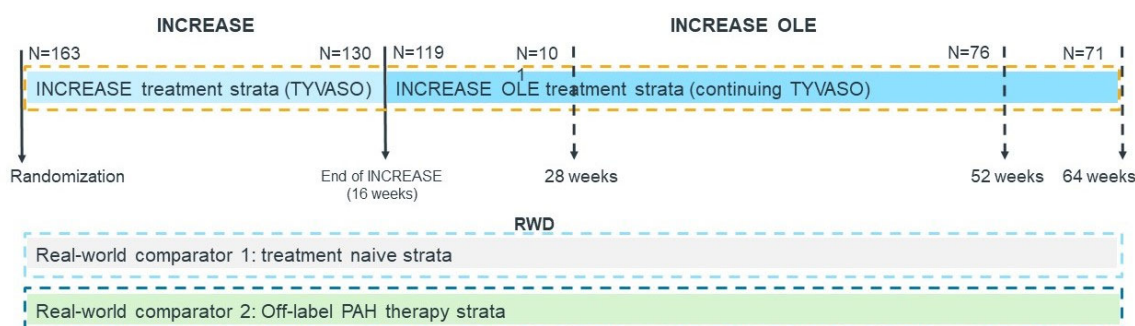 INCREASE INCREASE OLE
N=163 N=130 N=119 N=10 N=76 N=71
1
INCREASE treatment strata (TYVASO) INCREASE OLE treatment strata (continuing TYVASO)
Randomization End of INCREASE 28 weeks 52 weeks 64 weeks
(16 weeks)
RWD
Real-world comparator 1: treatment naive strata
Real-world comparator 2: Off-label PAH therapy strata